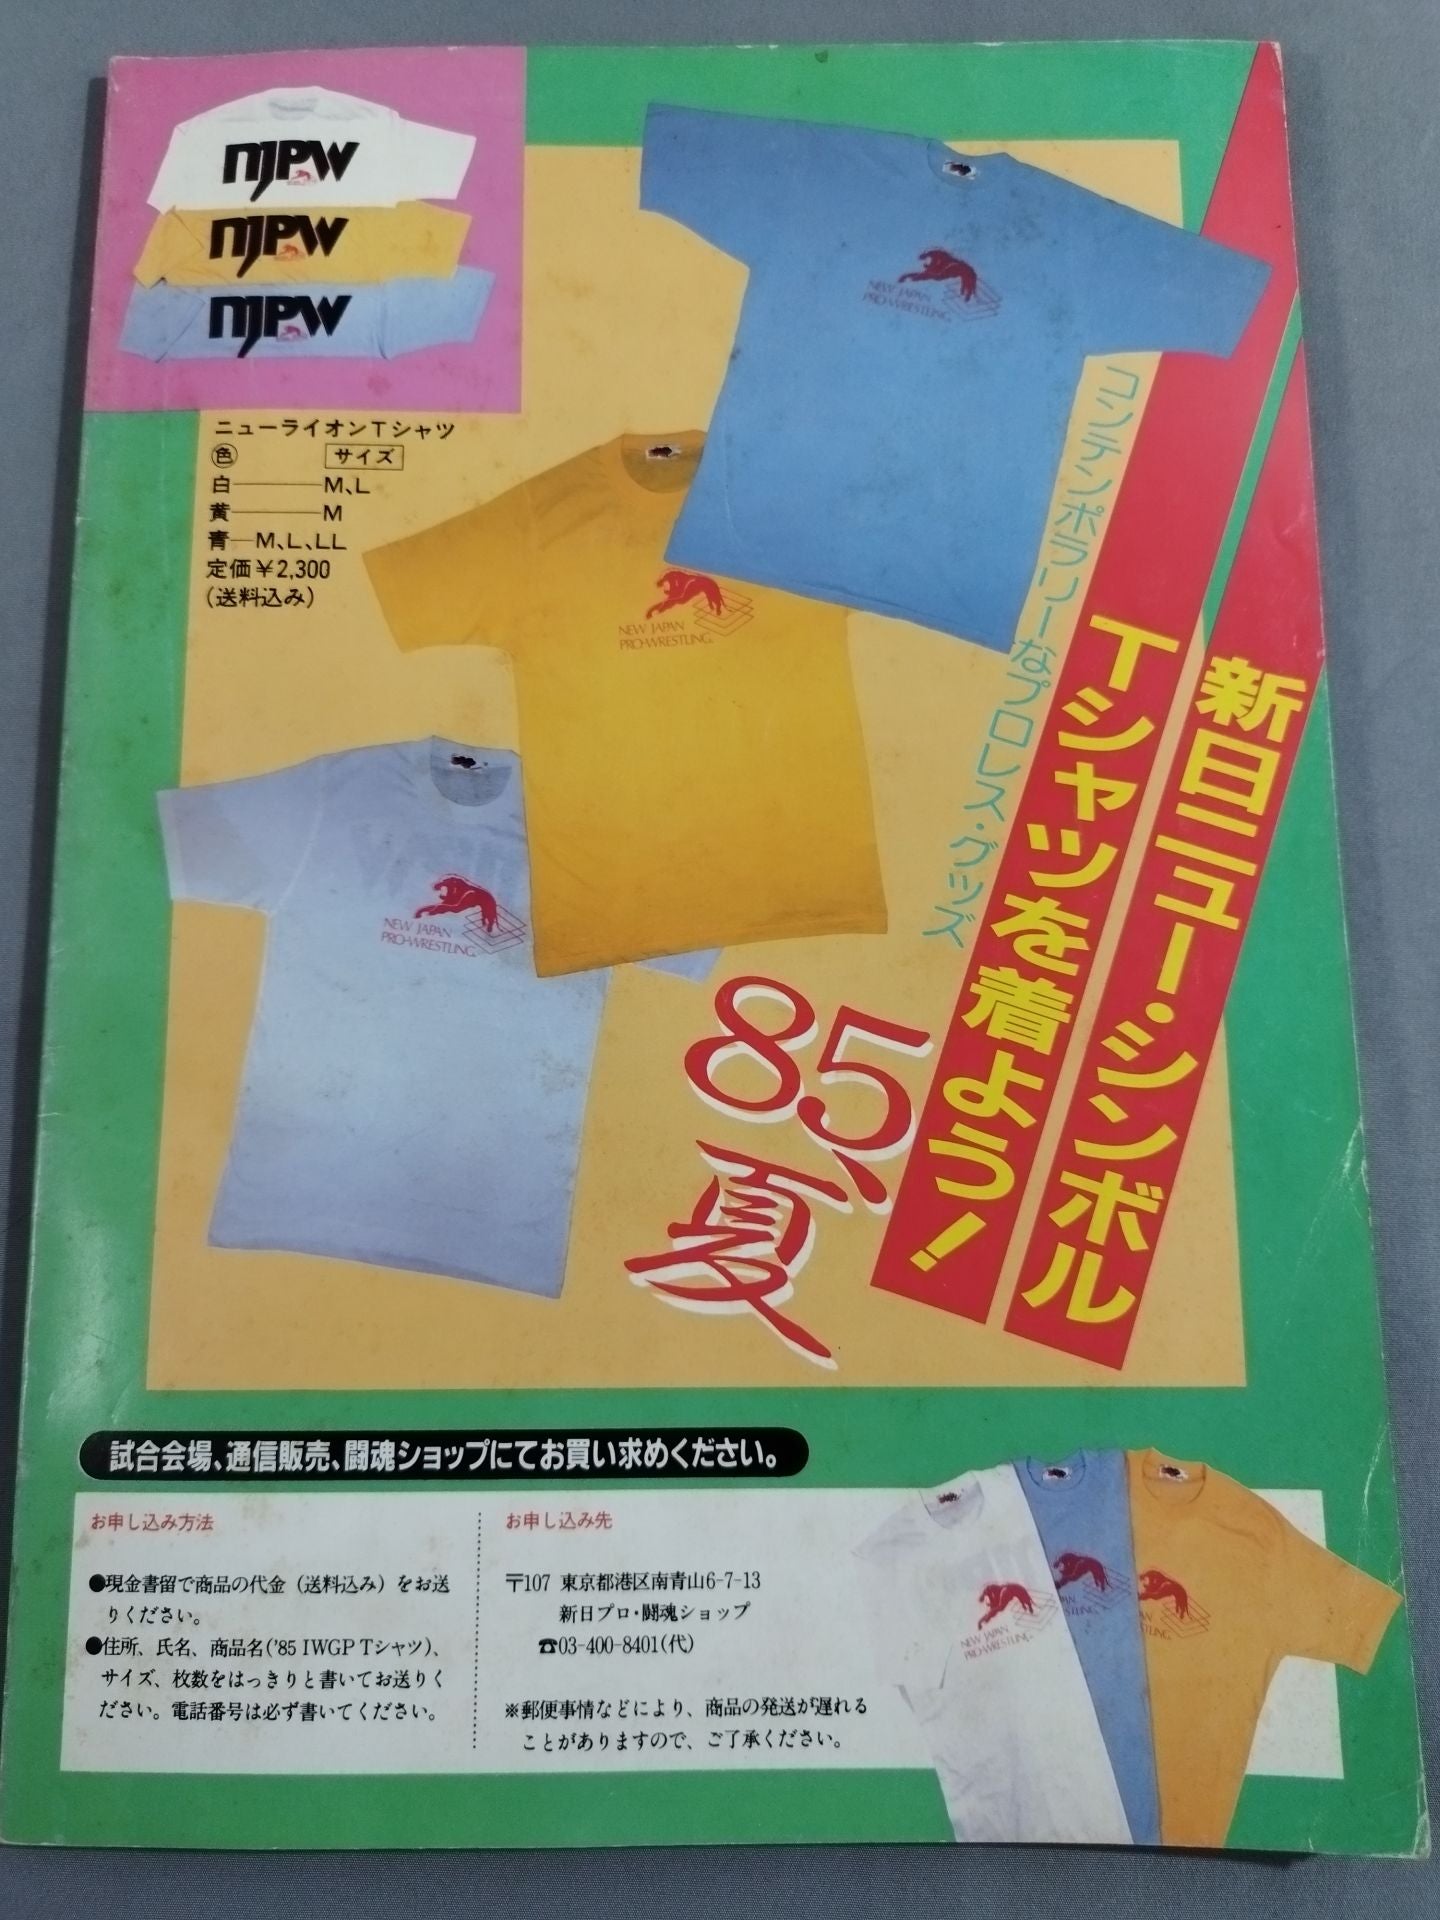 NJPW
NJPW
NJPW
ニューライオンTシャツ
色 サイズ
白――――M、L
黄――――M
青―M、L、LL
定価￥2,300
(送料込み)
NEW JAPAN
PRO-WRESTLING.
NEW JAPAN
PRO-WRESTLING.
NEW JAPAN
PRO-WRESTLING.
新日ニュー・シンボル
Tシャツを着よう!
コンテンポラリーなプロレス・グッズ
85'
夏
試合会場、通信販売、闘魂ショップにてお買い求めください。
お申し込み方法
●現金書留で商品の代金（送料込み）をお送
りください。
●住所、氏名、商品名('85 IWGP Tシャツ)、
サイズ、枚数をはっきりと書いてお送りく
ださい。電話番号は必ず書いてください。
お申し込み先
〒107 東京都港区南青山6-7-13
新日プロ・闘魂ショップ
☎03-400-8401(代)
※郵便事情などにより、商品の発送が遅れる
ことがありますので、ご了承ください。
NEW JAPAN
PRO-WRESTLING.